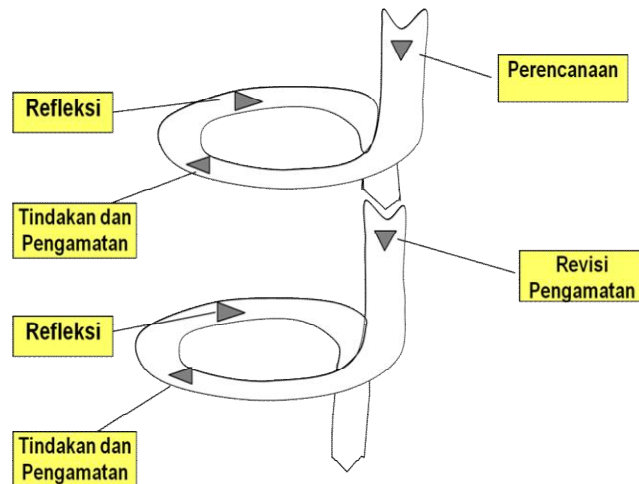 Perencanaan
Refleksi
Tindakan dan
Pengamatan
Revisi
Pengamatan
Refleksi
Tindakan dan
Pengamatan